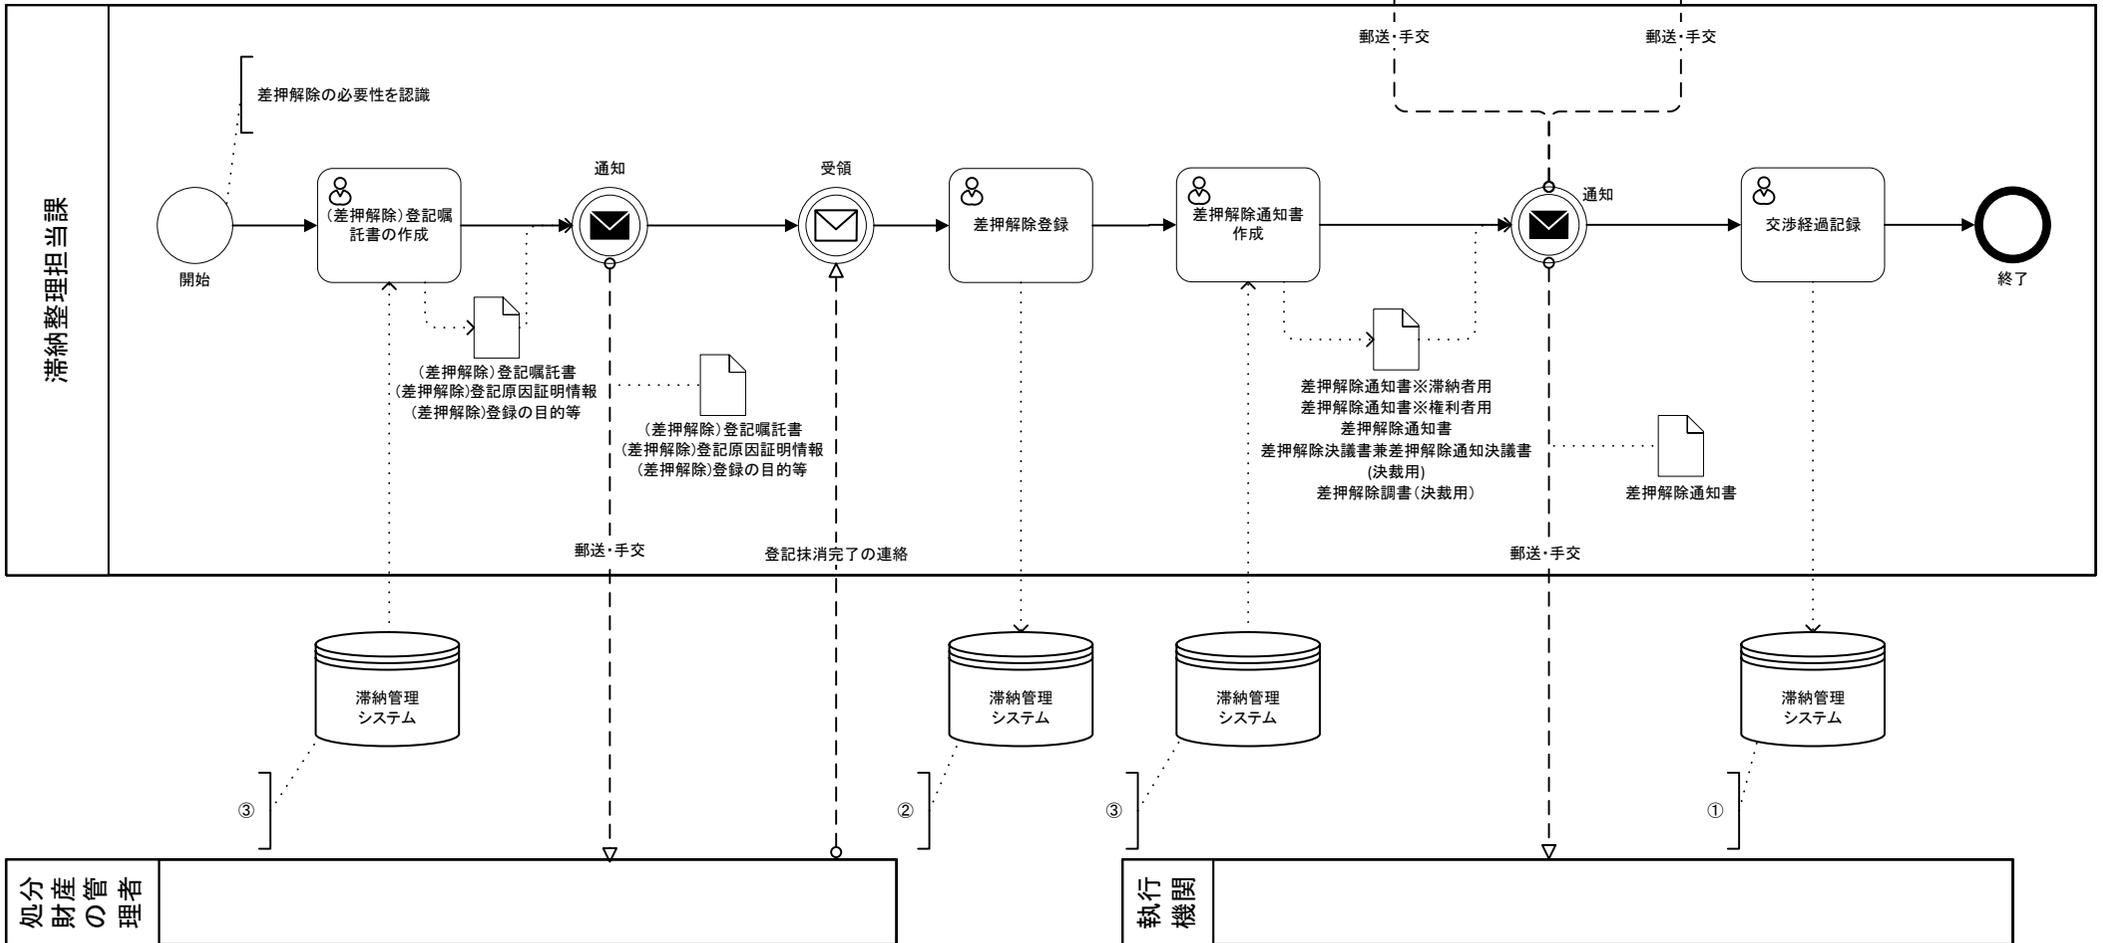 郵送・手交
郵送・手交
差押解除の必要性を認識
滞納整理担当課
開始
（差押解除）登記嘱
託書の作成
通知
受領
差押解除登録
差押解除通知書
作成
通知
交渉経過記録
終了
（差押解除）登記嘱託書
（差押解除）登記原因証明情報
（差押解除）登録の目的等
（差押解除）登記嘱託書
（差押解除）登記原因証明情報
（差押解除）登録の目的等
差押解除通知書※滞納者用
差押解除通知書※権利者用
差押解除通知書
差押解除決議書兼差押解除通知決議書
(決裁用)
差押解除調書（決裁用）
差押解除通知書
郵送・手交
登記抹消完了の連絡
郵送・手交
滞納管理
システム
滞納管理
システム
滞納管理
システム
滞納管理
システム
③
②
③
①
処分
財産
の管
理者
執行
機関